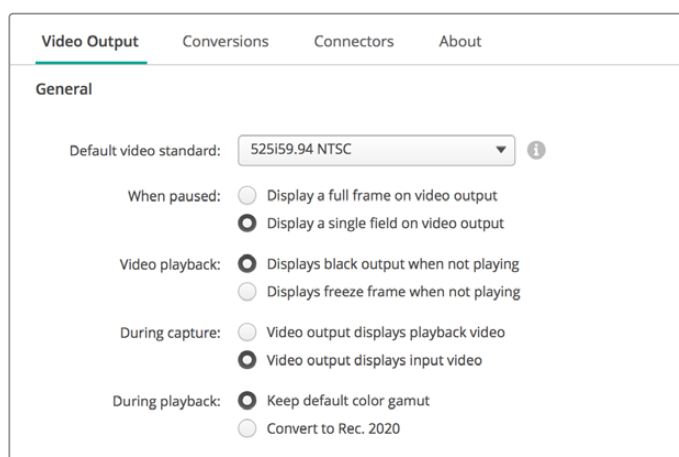 Video Output Conversions Connectors About
General
Default video standard: 525i59.94 NTSC
When paused: Display a full frame on video output
Display a single field on video output
Video playback: Displays black output when not playing
Displays freeze frame when not playing
During capture: Video output displays playback video
Video output displays input video
During playback: Keep default color gamut
Convert to Rec. 2020